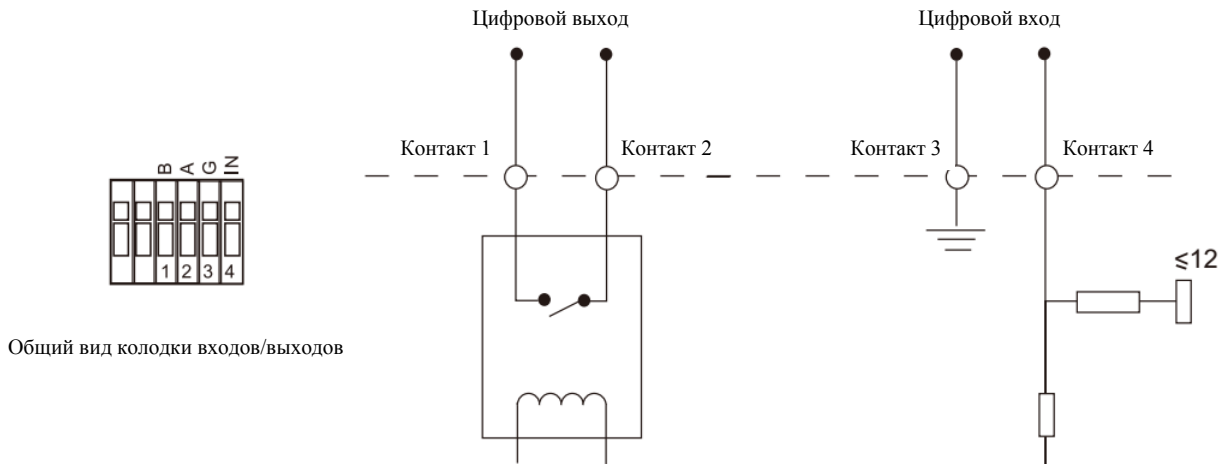 Цифровой выход
Цифровой вход
Контакт 1
Контакт 2
Контакт 3
Контакт 4
B A G IN
1 2 3 4
≤12
Общий вид колодки входов/выходов